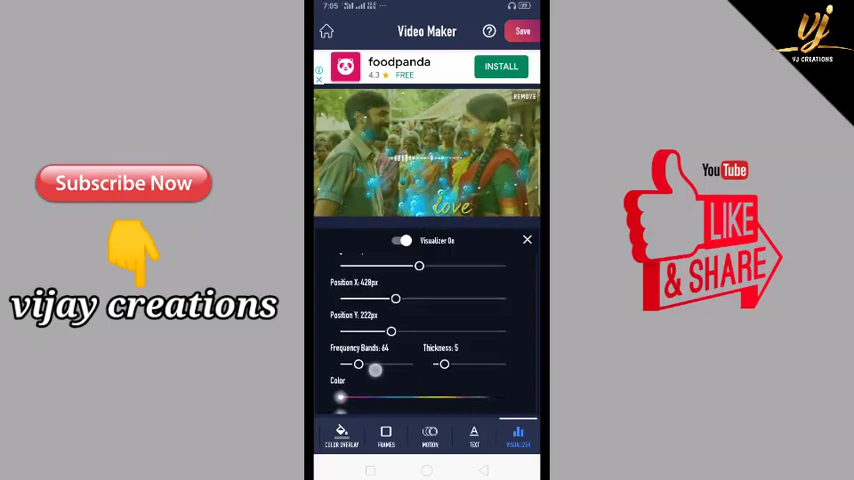 7:05
Video Maker
Save
foodpanda
4.3 ★ FREE
INSTALL
REMOVE
love
Visualizer On
Position X: 428px
Position Y: 222px
Frequency Bands: 64
Thickness: 5
Color
COLOR OVERLAY
FRAMES
MOTION
TEXT
VISUALIZER
Subscribe Now
vijay creations
YouTube
LIKE
& SHARE
VJ
VJ CREATIONS